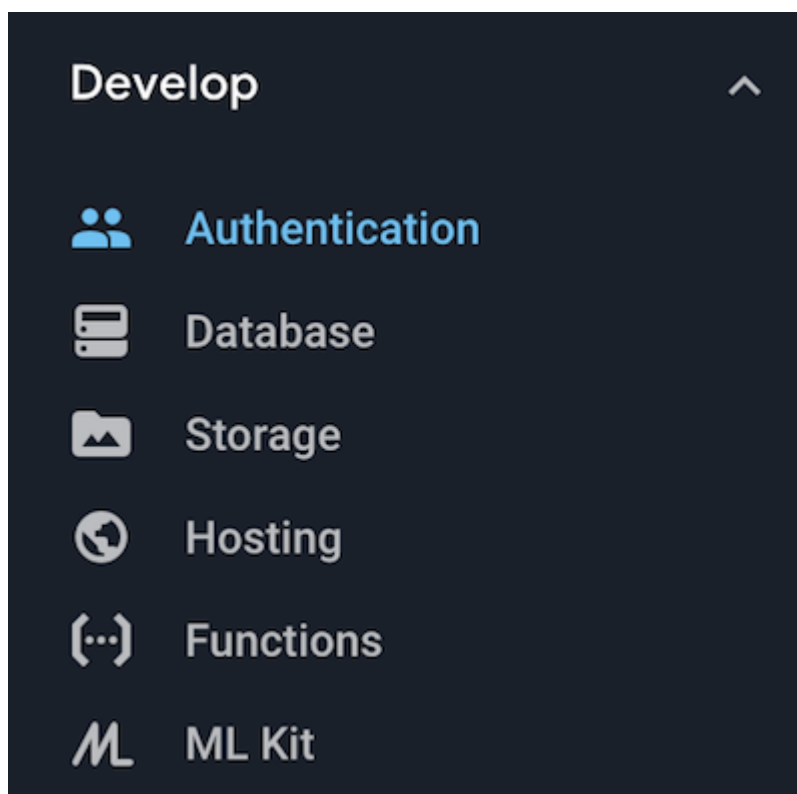 Develop
Authentication
Database
Storage
Hosting
Functions
ML Kit